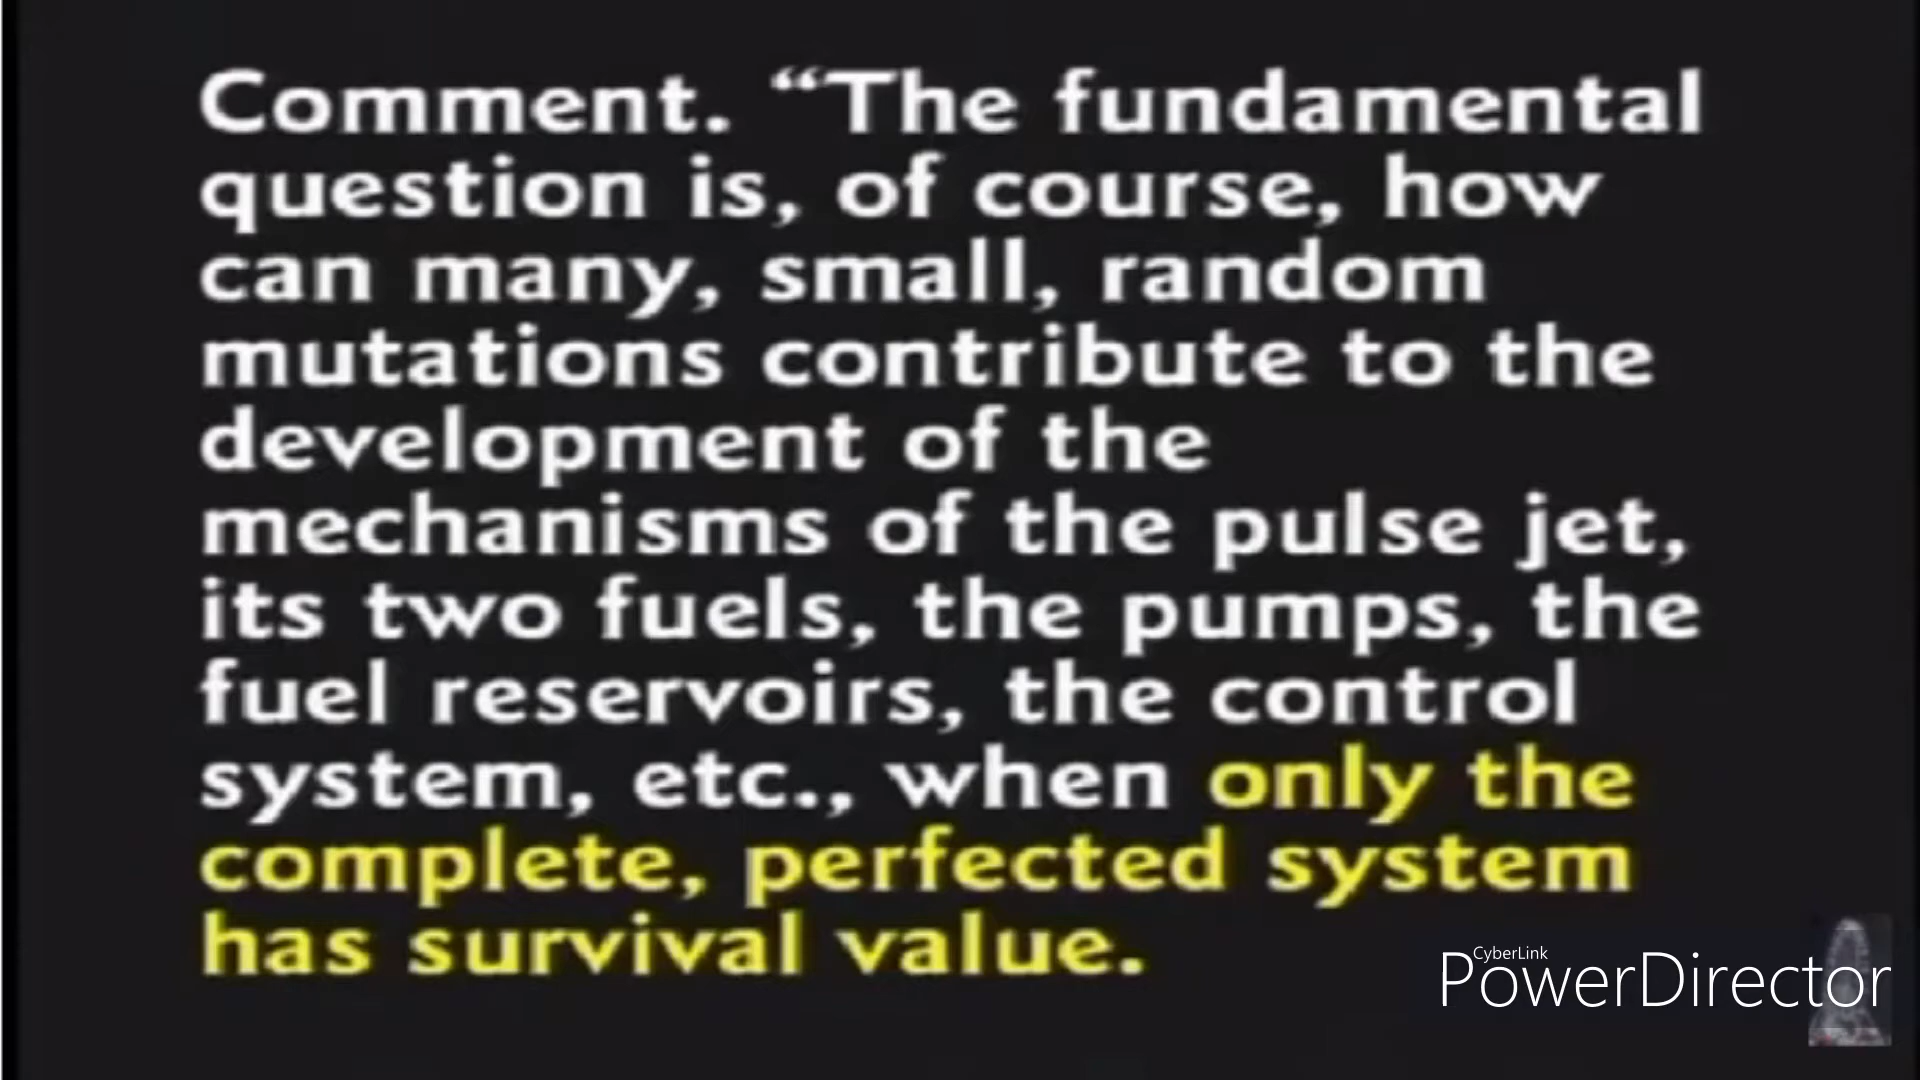 Comment. “The fundamental
question is, of course, how
can many, small, random
mutations contribute to the
development of the
mechanisms of the pulse jet,
its two fuels, the pumps, the
fuel reservoirs, the control
system, etc., when only the
complete, perfected system
has survival value.
CyberLink
PowerDirector